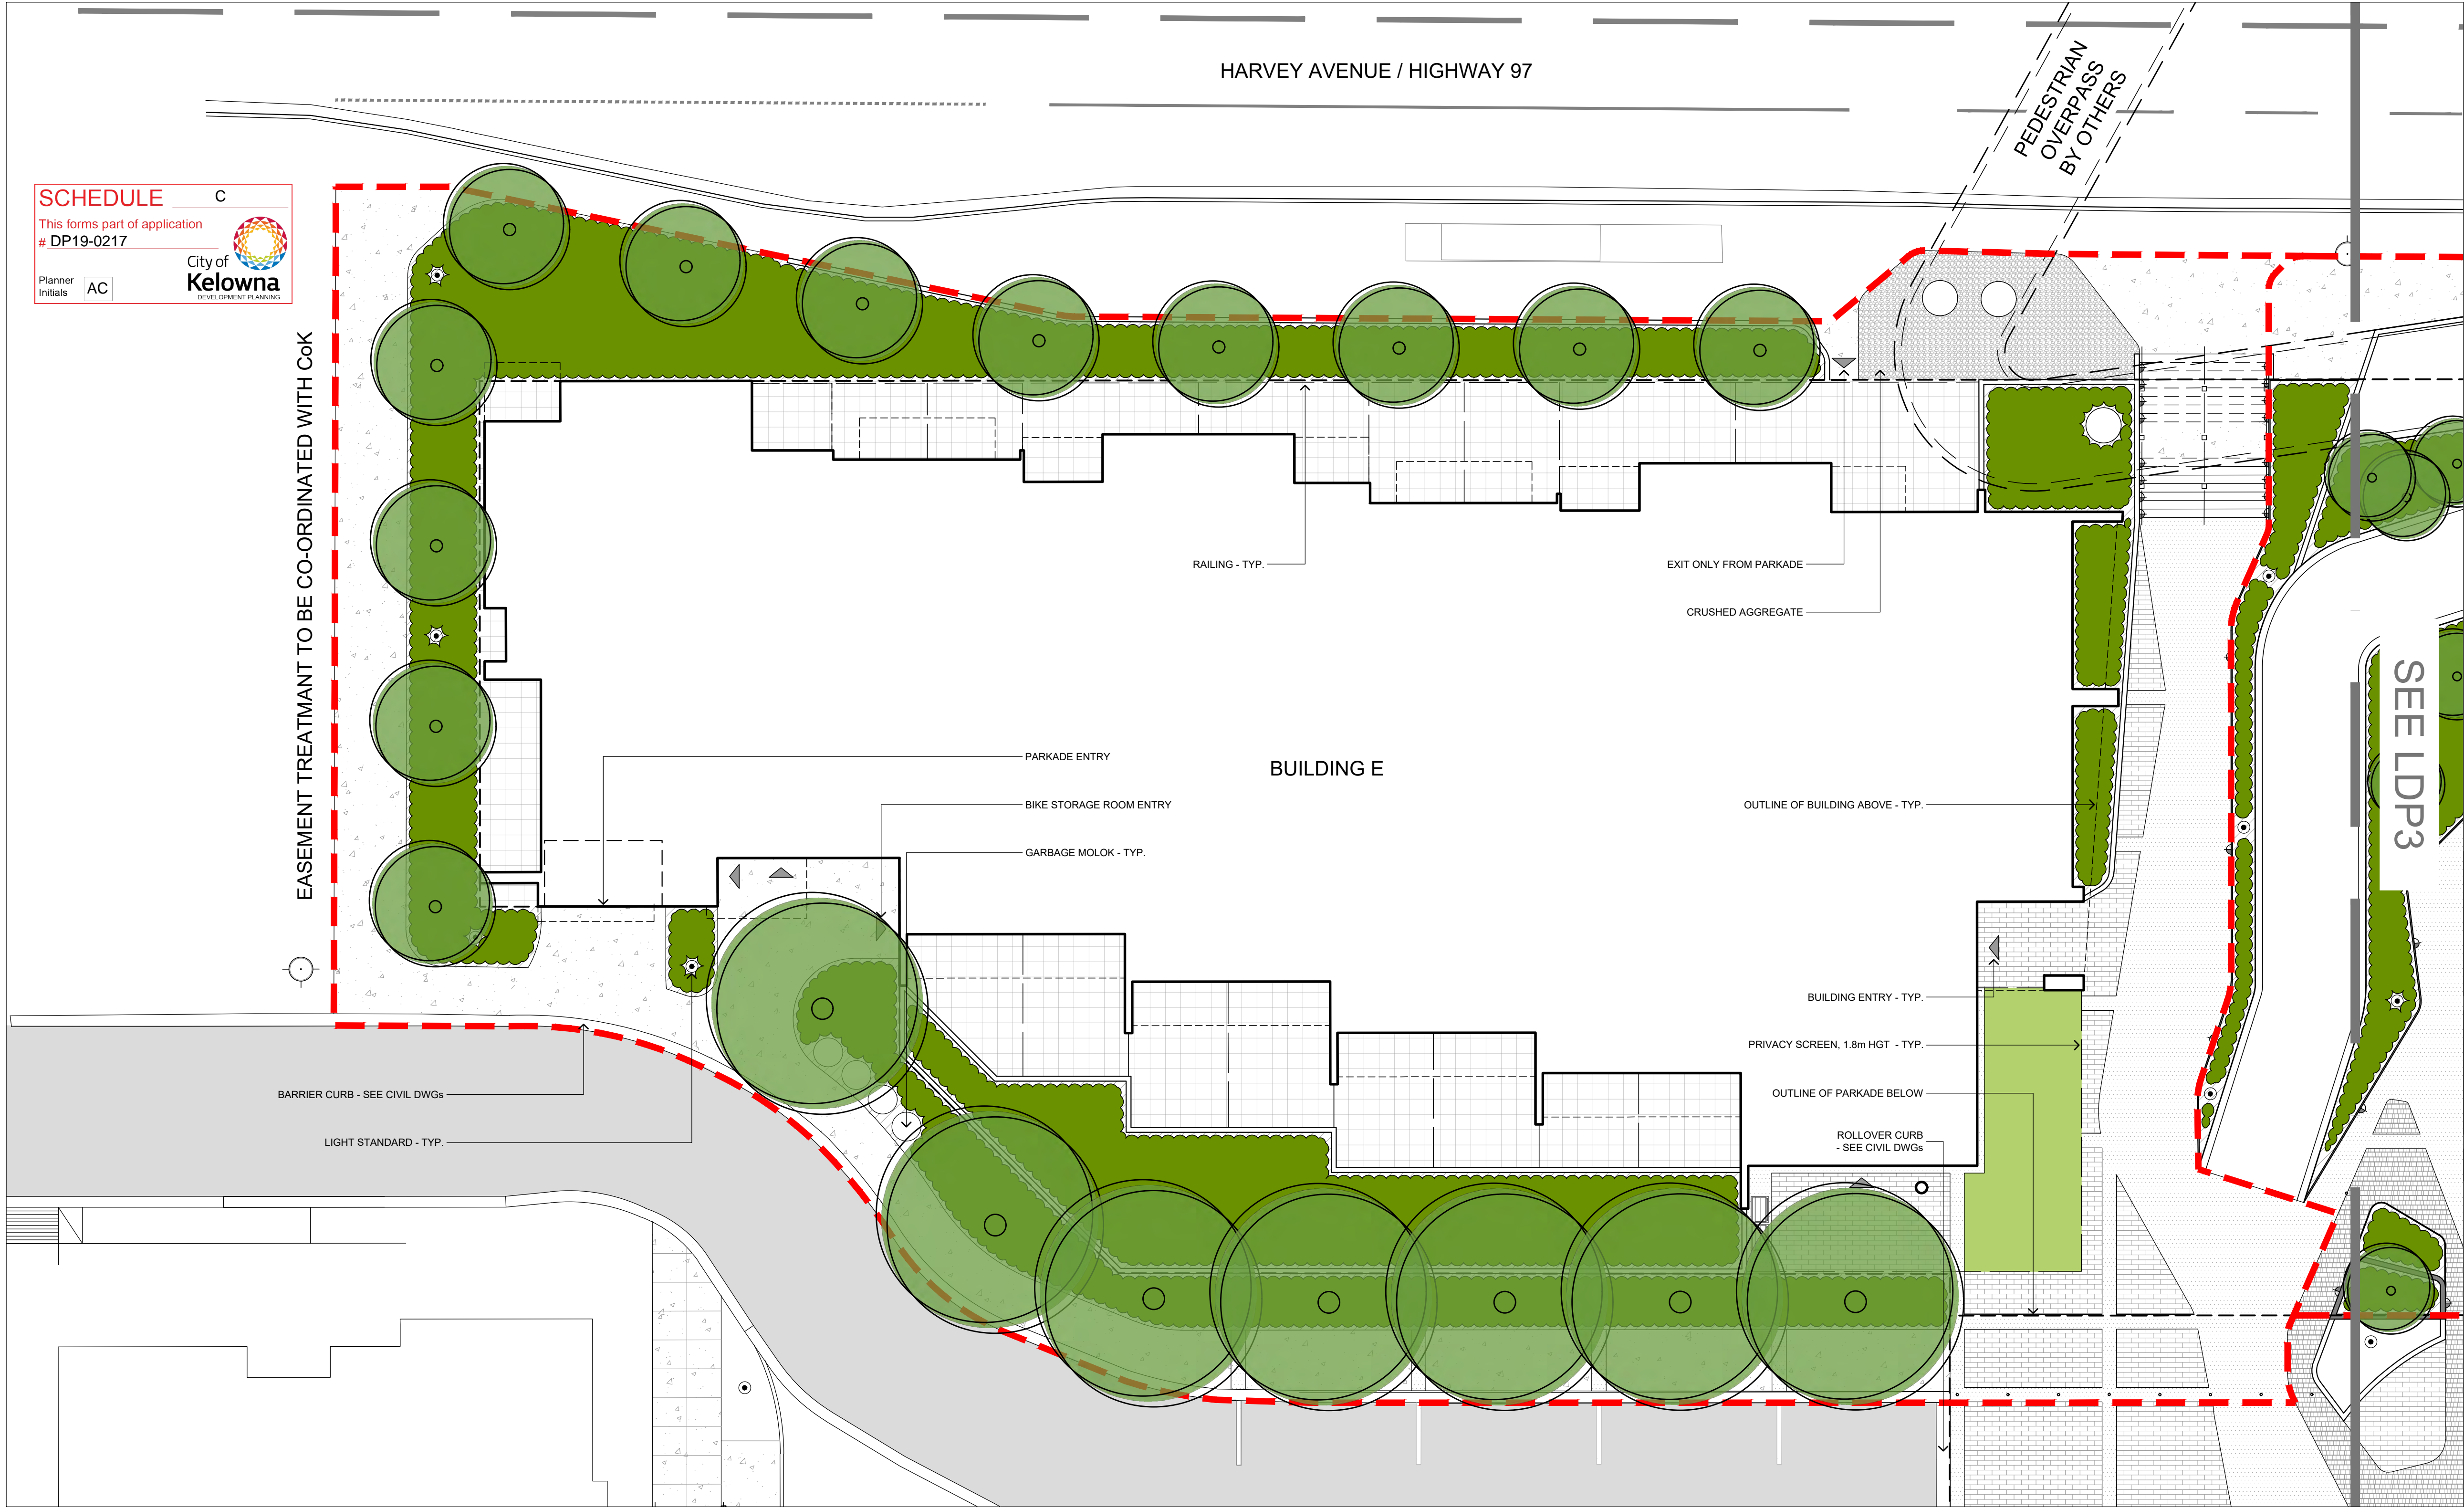 HARVEY AVENUE / HIGHWAY 97
PEDESTRIAN
OVERPASS
BY OTHERS
SCHEDULE C
This forms part of application
# DP19-0217
City of
Kelowna
DEVELOPMENT PLANNING
Planner
Initials AC
EASEMENT TREATMANT TO BE CO-ORDINATED WITH CoK
RAILING - TYP.
EXIT ONLY FROM PARKADE
CRUSHED AGGREGATE
SEE LDP3
PARKADE ENTRY
BUILDING E
BIKE STORAGE ROOM ENTRY
OUTLINE OF BUILDING ABOVE - TYP.
GARBAGE MOLOK - TYP.
BUILDING ENTRY - TYP.
PRIVACY SCREEN, 1.8m HGT - TYP.
BARRIER CURB - SEE CIVIL DWGs
OUTLINE OF PARKADE BELOW
LIGHT STANDARD - TYP.
ROLLOVER CURB
- SEE CIVIL DWGs